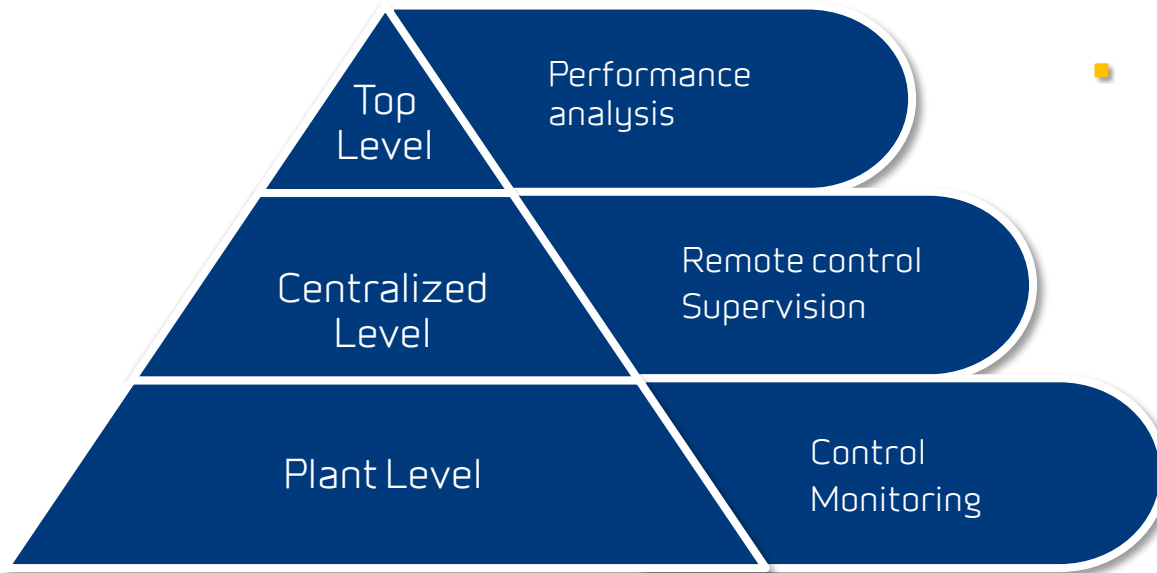 Top
Level
Performance
analysis
Centralized
Level
Remote control
Supervision
Plant Level
Control
Monitoring